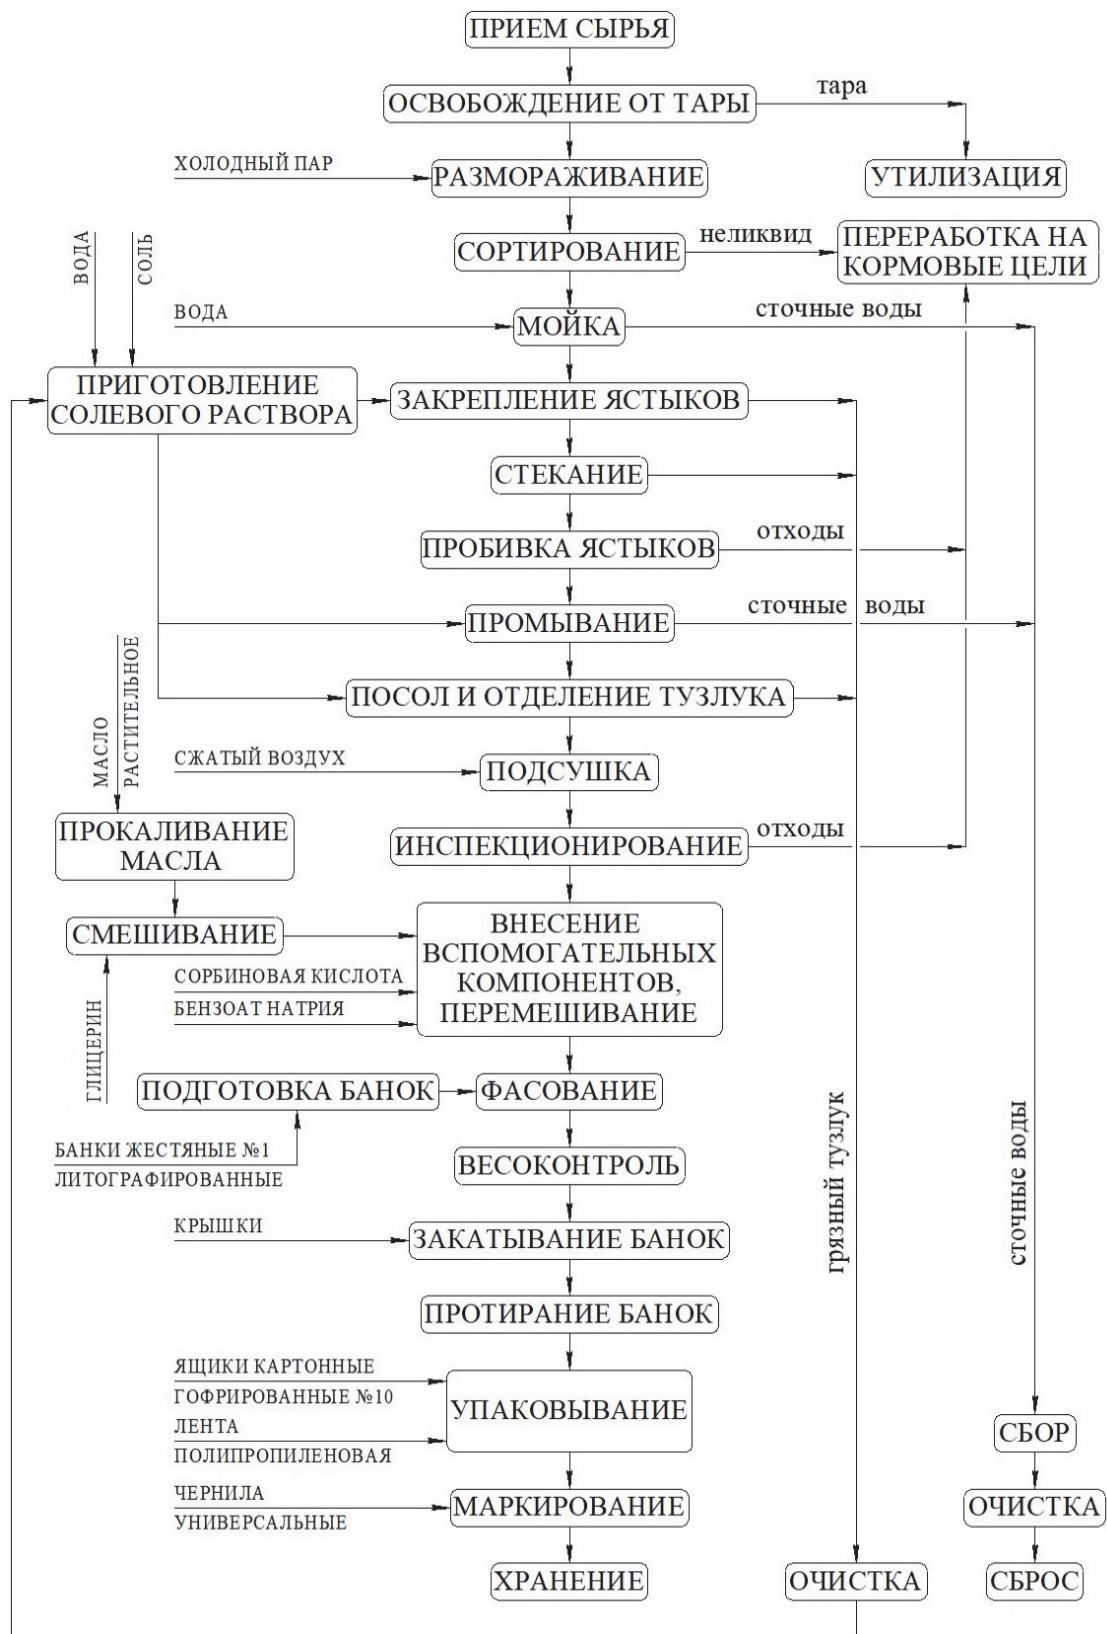 ПРИЕМ СЫРЬЯ
ОСВОБОЖДЕНИЕ ОТ ТАРЫ
тара
ХОЛОДНЫЙ ПАР
РАЗМОРАЖИВАНИЕ
УТИЛИЗАЦИЯ
СОРТИРОВАНИЕ
неликвид
ПЕРЕРАБОТКА НА
КОРМОВЫЕ ЦЕЛИ
ВОДА
СОЛЬ
ВОДА
МОЙКА
сточные воды
ПРИГОТОВЛЕНИЕ
СОЛЕВОГО РАСТВОРА
ЗАКРЕПЛЕНИЕ ЯСТЫКОВ
СТЕКАНИЕ
ПРОБИВКА ЯСТЫКОВ
отходы
ПРОМЫВАНИЕ
сточные воды
МАСЛО
РАСТИТЕЛЬНОЕ
ПОСОЛ И ОТДЕЛЕНИЕ ТУЗЛУКА
СЖАТЫЙ ВОЗДУХ
ПОДСУШКА
ПРОКАЛИВАНИЕ
МАСЛА
ИНСПЕКЦИОНИРОВАНИЕ
отходы
СМЕШИВАНИЕ
ВНЕСЕНИЕ
ВСПОМОГАТЕЛЬНЫХ
КОМПОНЕНТОВ,
ПЕРЕМЕШИВАНИЕ
СОРБИНОВАЯ КИСЛОТА
БЕНЗОАТ НАТРИЯ
ГЛИЦЕРИН
ПОДГОТОВКА БАНОК
ФАСОВАНИЕ
БАНКИ ЖЕСТЯНЫЕ №1
ЛИТОГРАФИРОВАННЫЕ
ВЕСОКОНТРОЛЬ
грязный тузлук
сточные воды
КРЫШКИ
ЗАКАТЫВАНИЕ БАНОК
ПРОТИРАНИЕ БАНОК
ЯЩИКИ КАРТОННЫЕ
ГОФРИРОВАННЫЕ №10
ЛЕНТА
ПОЛИПРОПИЛЕНОВАЯ
УПАКОВЫВАНИЕ
СБОР
ЧЕРНИЛА
УНИВЕРСАЛЬНЫЕ
МАРКИРОВАНИЕ
ОЧИСТКА
ХРАНЕНИЕ
ОЧИСТКА
СБРОС